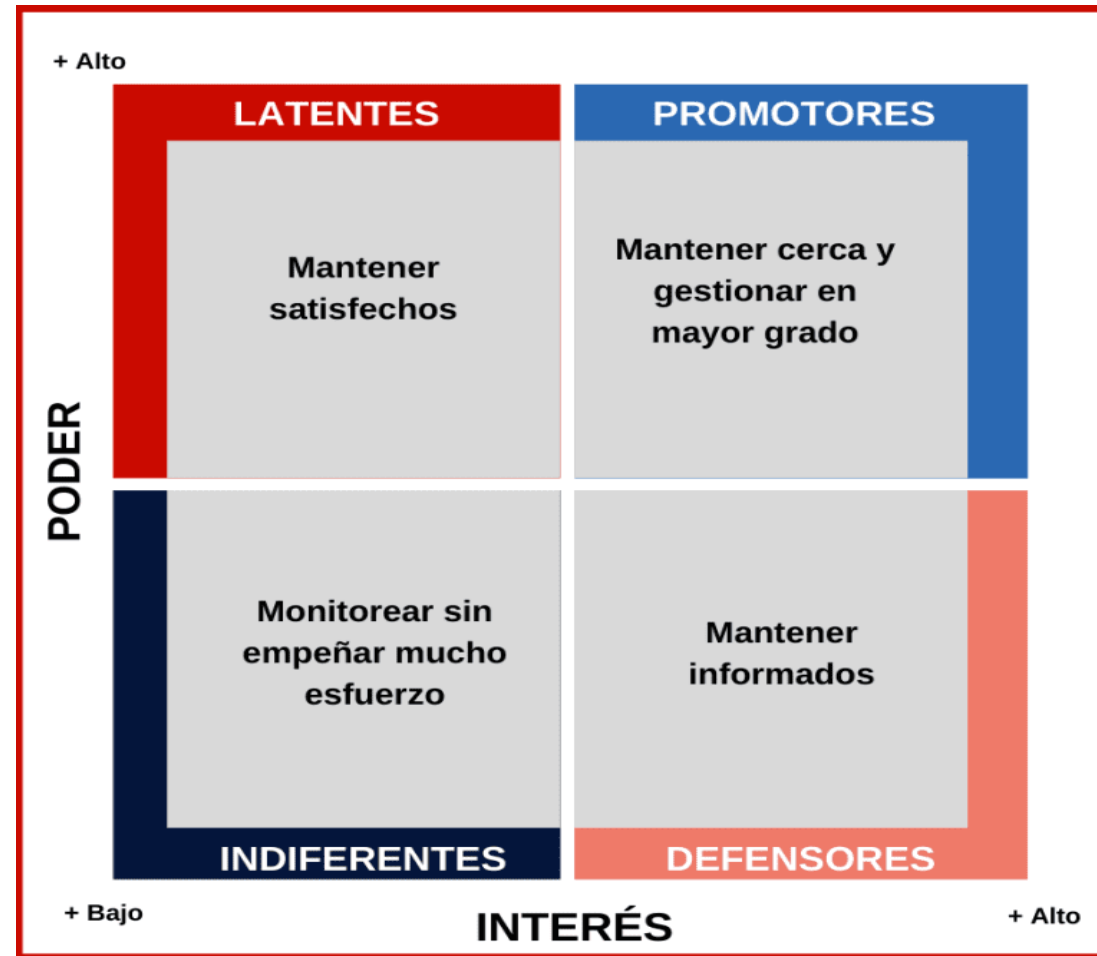 + Alto
LATENTES
PROMOTORES
Mantener
satisfechos
Mantener cerca y
gestionar en
mayor grado
PODER
Monitorear sin
empeñar mucho
esfuerzo
Mantener
informados
INDIFERENTES
DEFENSORES
+ Bajo
INTERÉS
+ Alto